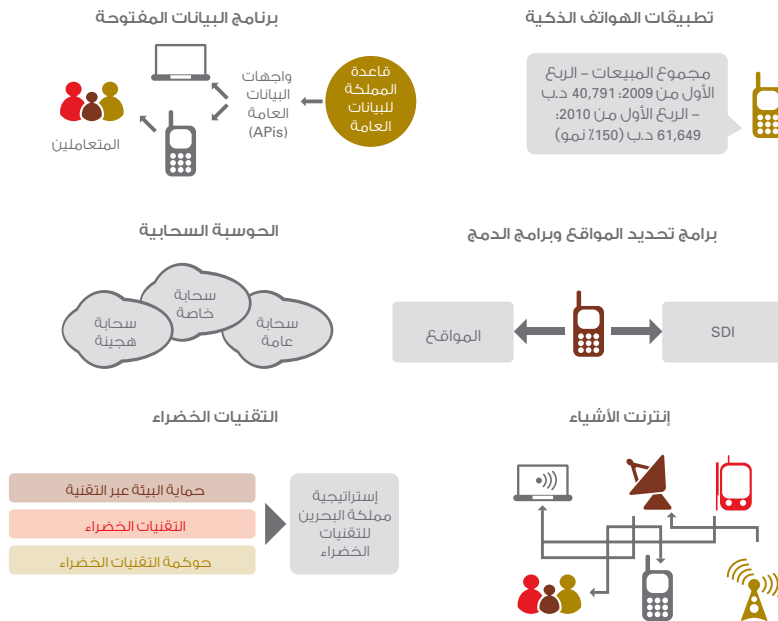 تطبيقات الهواتف الذكية
مجموع المبيعات – الربع
الأول من 2009: 40,791 د.ب
– الربع الأول من 2010:
61,649 د.ب (150٪ نمو)
برنامج البيانات المفتوحة
قاعدة
المملكة
للبيانات
العامة
واجهات
البيانات
العامة
(APIs)
المتعاملين
برامج تحديد المواقع وبرامج الدمج
SDI
المواقع
الحوسبة السحابية
سحابة
عامة
سحابة
خاصة
سحابة
هجينة
إنترنت الأشياء
التقنيات الخضراء
حماية البيئة عبر التقنية
التقنيات الخضراء
حوكمة التقنيات الخضراء
إستراتيجية
مملكة البحرين
للتقنيات
الخضراء